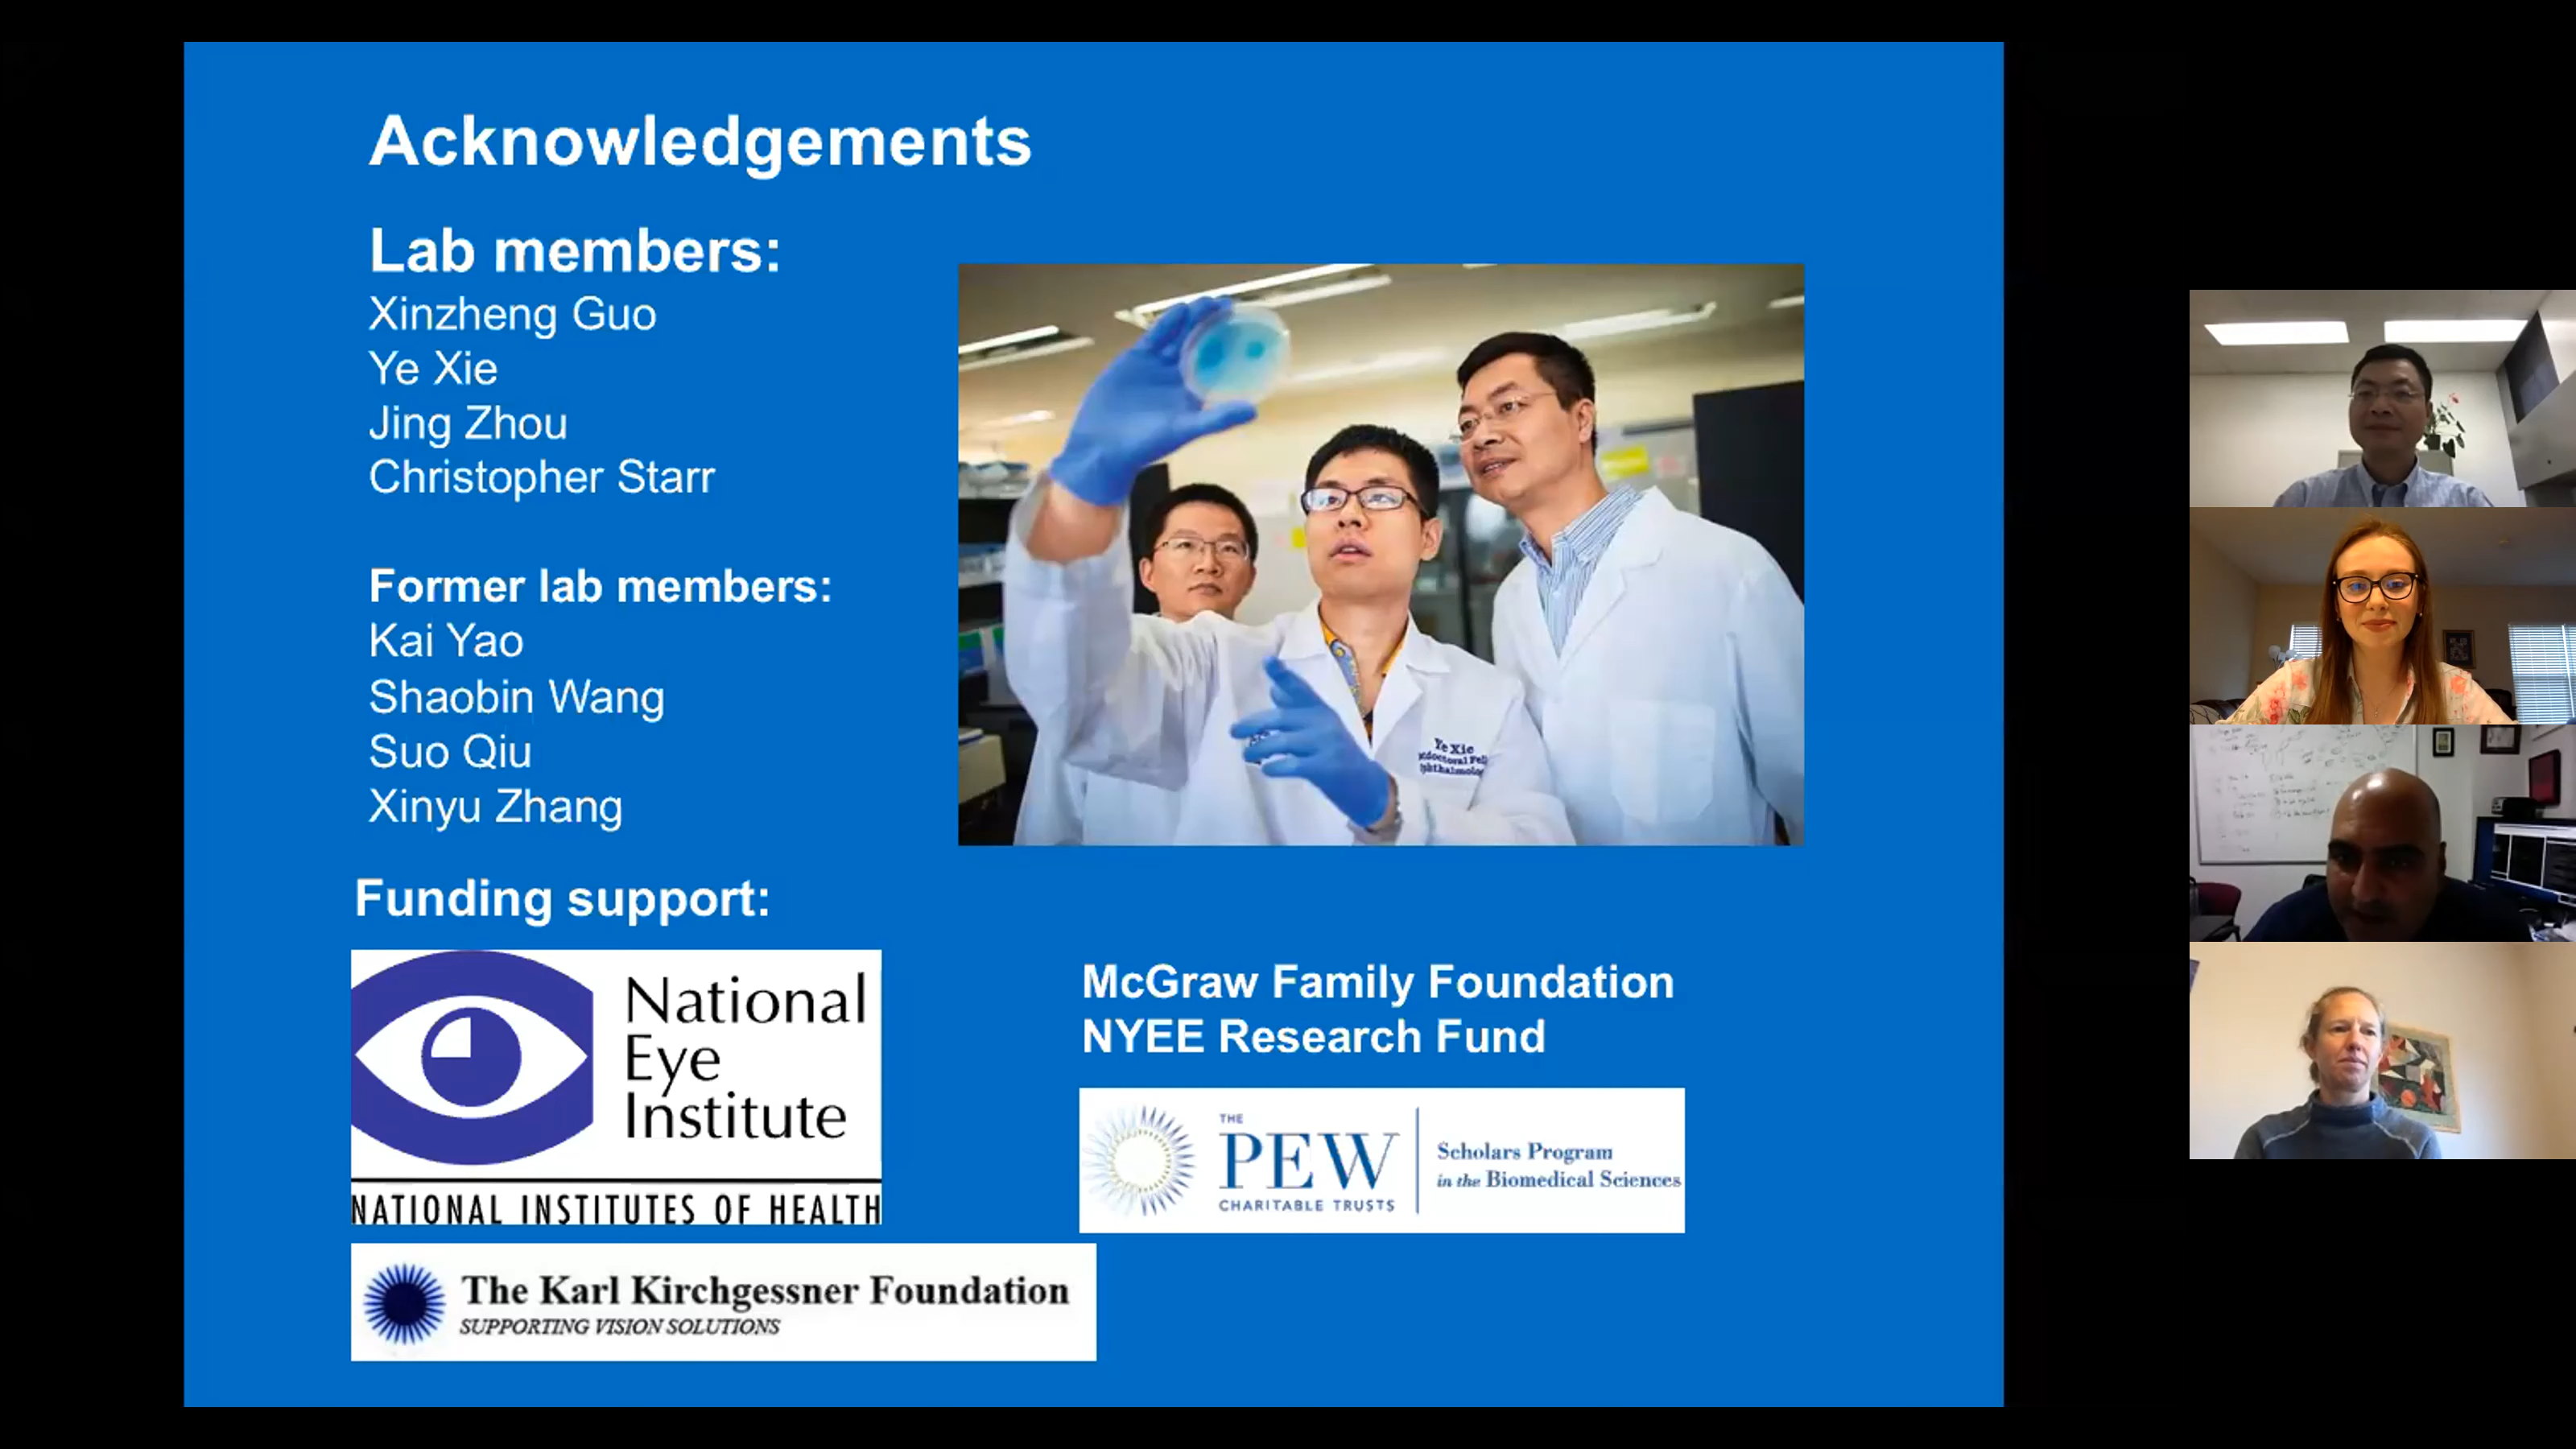 Acknowledgements
Lab members:
Xinzheng Guo
Ye Xie
Jing Zhou
Christopher Starr
Former lab members:
Kai Yao
Shaobin Wang
Suo Qiu
Xinyu Zhang
Ye Xie
Funding support:
National
Eye
Institute
NATIONAL INSTITUTES OF HEALTH
McGraw Family Foundation
NYEE Research Fund
THE
PEW
CHARITABLE TRUSTS
Scholars Program
in the Biomedical Sciences
The Karl Kirchgessner Foundation
SUPPORTING VISION SOLUTIONS